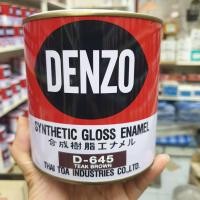 DENZO
SYNTHETIC GLOSS ENAMEL
合成樹脂エナメル
D-645
TEAK BROWN
THAI TOA INDUSTRIES CO.,LTD.